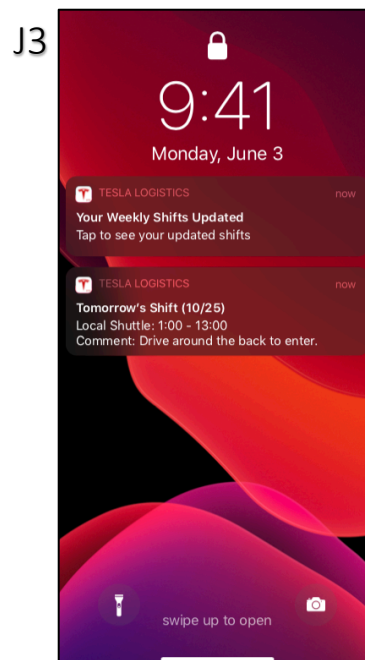 J3
9:41
Monday, June 3
TESLA LOGISTICS now
Your Weekly Shifts Updated
Tap to see your updated shifts
TESLA LOGISTICS now
Tomorrow's Shift (10/25)
Local Shuttle: 1:00 - 13:00
Comment: Drive around the back to enter.
swipe up to open